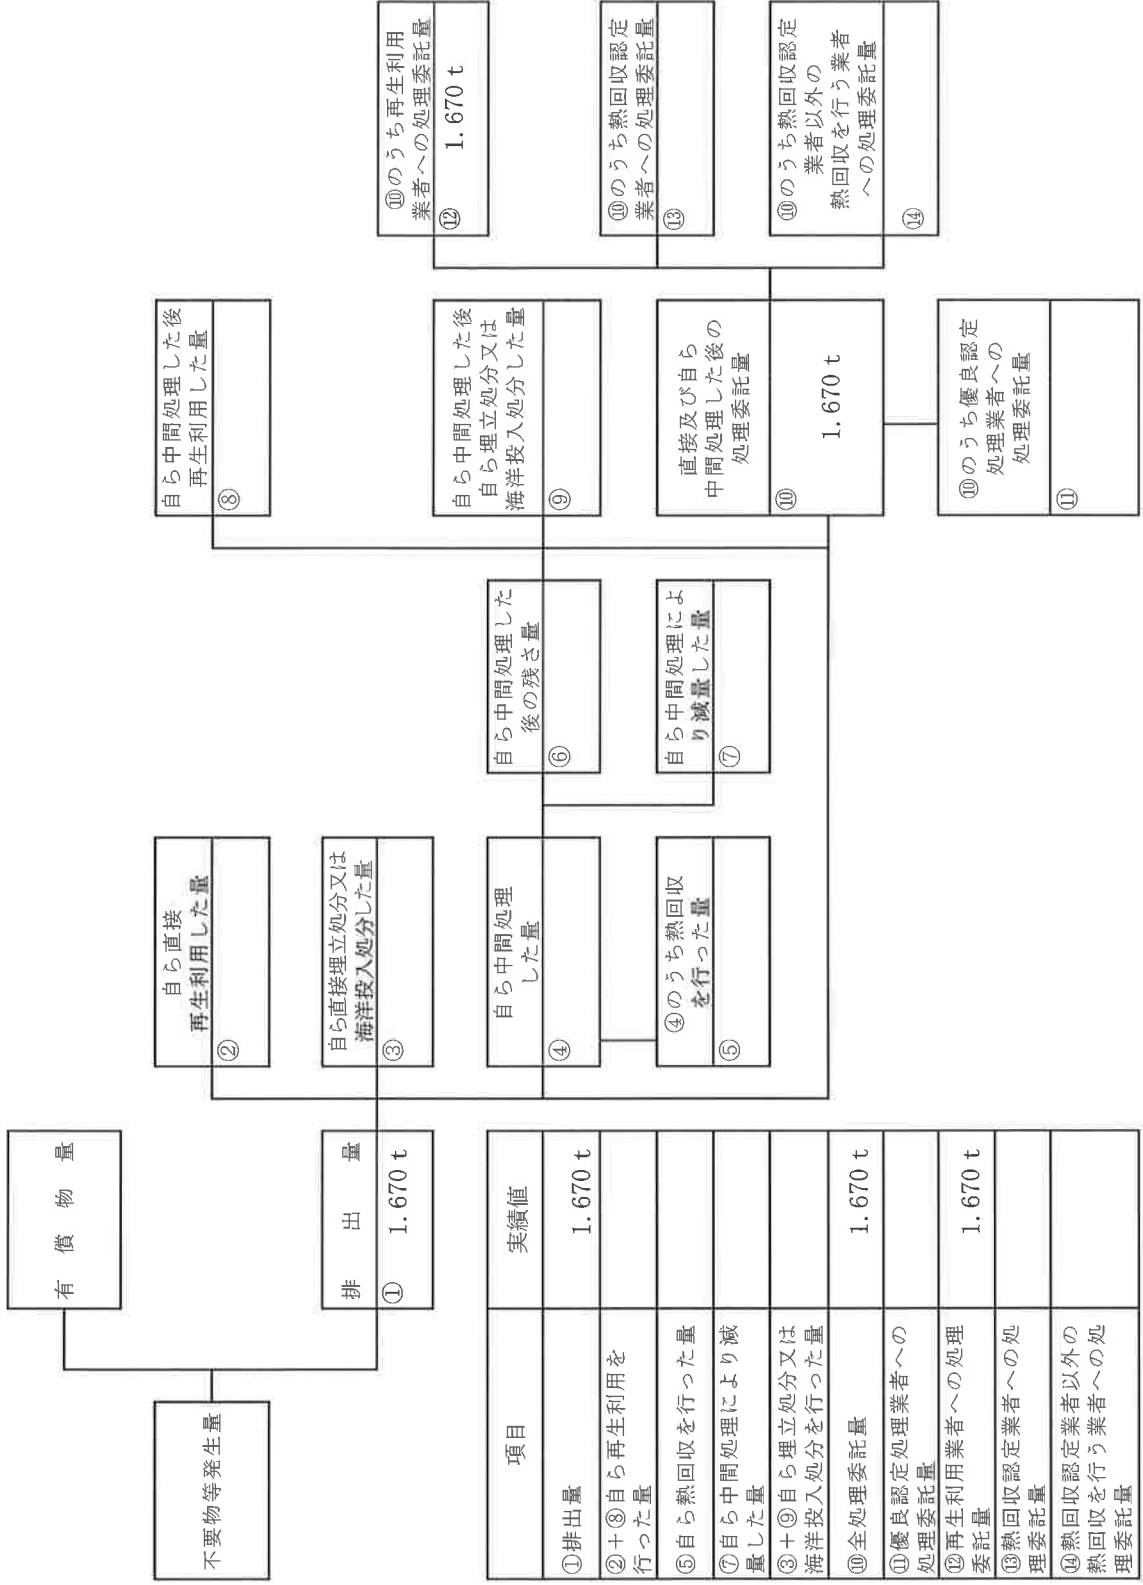 不要物等発生量
有償物量
排出量
① 1.670 t
自ら直接
再生利用した量
②
自ら直接埋立処分又は
海洋投入処分した量
③
自ら中間処理
した量
④
④のうち熱回収
を行った量
⑤
自ら中間処理した
後の残さ量
⑥
自ら中間処理によ
り減量した量
⑦
自ら中間処理した後
再生利用した量
⑧
自ら中間処理した後
自ら埋立処分又は
海洋投入処分した量
⑨
直接及び自ら
中間処理した後の
処理委託量
⑩ 1.670 t
⑩のうち優良認定
処理業者への
処理委託量
⑪
⑩のうち再生利用
業者への処理委託量
⑫ 1.670 t
⑩のうち熱回収認定
業者への処理委託量
⑬
⑩のうち熱回収認定
業者以外の
熱回収を行う業者
への処理委託量
⑭
項目 実績値
①排出量 1.670 t
②＋⑧自ら再生利用を
行った量
⑤自ら熱回収を行った量
⑦自ら中間処理により減
量した量
③＋⑨自ら埋立処分又は
海洋投入処分を行った量
⑩全処理委託量 1.670 t
⑪優良認定処理業者への
処理委託量
⑫再生利用業者への処理
委託量 1.670 t
⑬熱回収認定業者への処
理委託量
⑭熱回収認定業者以外の
熱回収を行う業者への処
理委託量